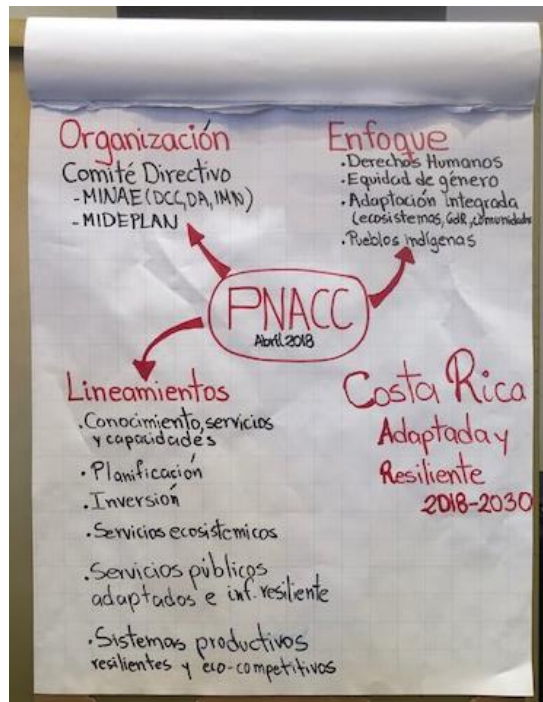 Organización
Comité Directivo
- MINAE (DCC, DA, IMN)
- MIDEPLAN
Enfoque
• Derechos Humanos
• Equidad de género
• Adaptación integrada
(ecosistemas, GdR, comunidades
• Pueblos indígenas
PNACC
Abril 2018
Lineamientos
• Conocimiento, servicios
y capacidades
• Planificación
• Inversión
• Servicios ecosistémicos
• Servicios públicos
adaptados e inf. resiliente
• Sistemas productivos
resilientes y eco-competitivos
Costa Rica
Adaptada y
Resiliente
2018-2030